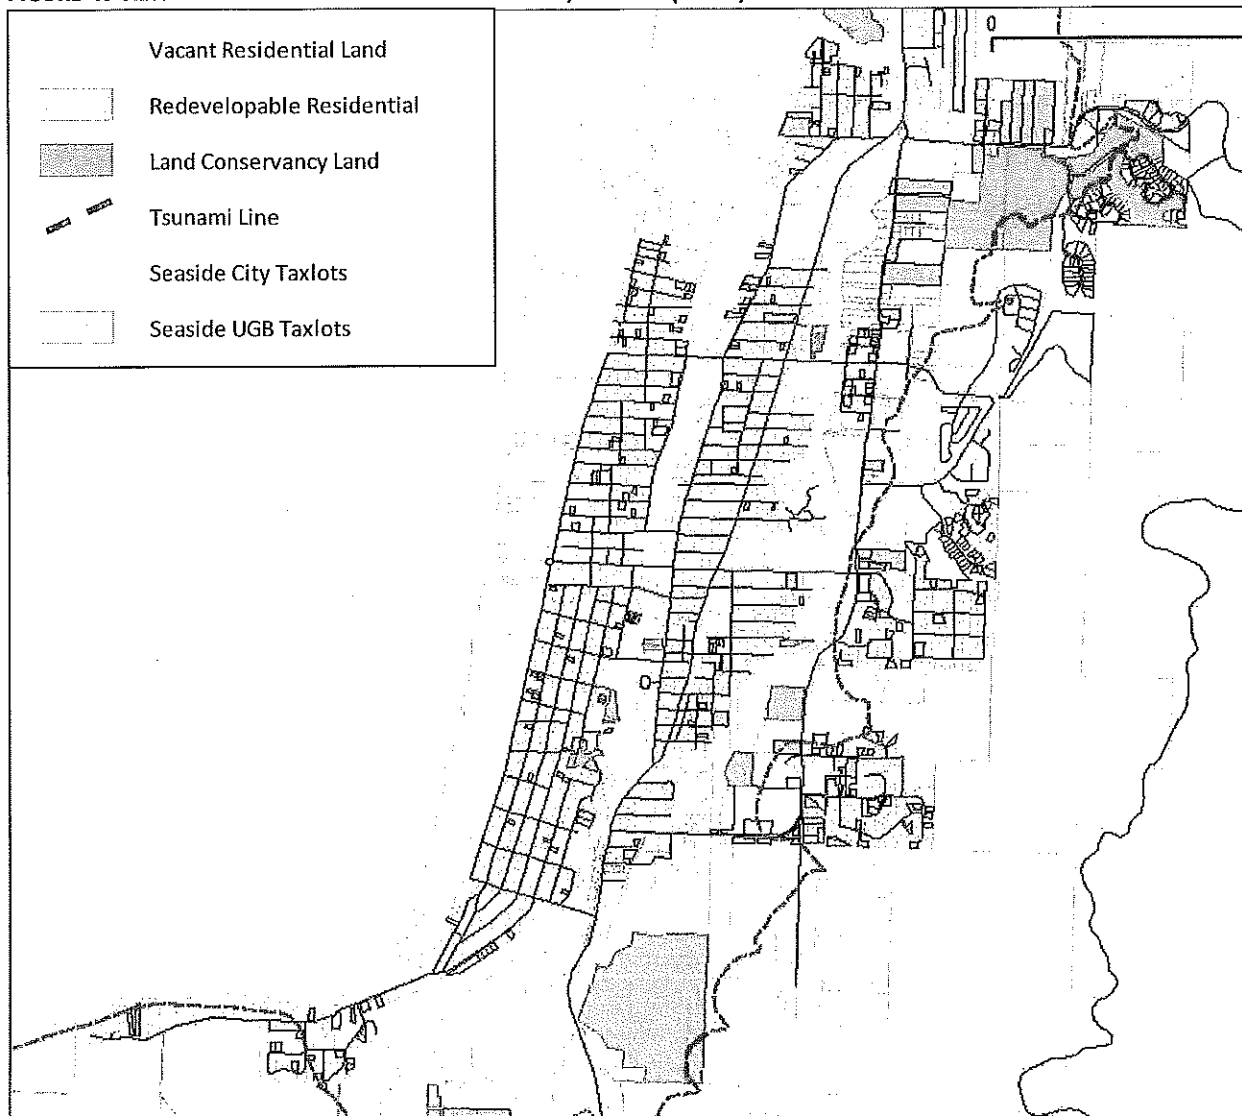 Vacant Residential Land
Redevelopable Residential
Land Conservancy Land
Tsunami Line
Seaside City Taxlots
Seaside UGB Taxlots
0